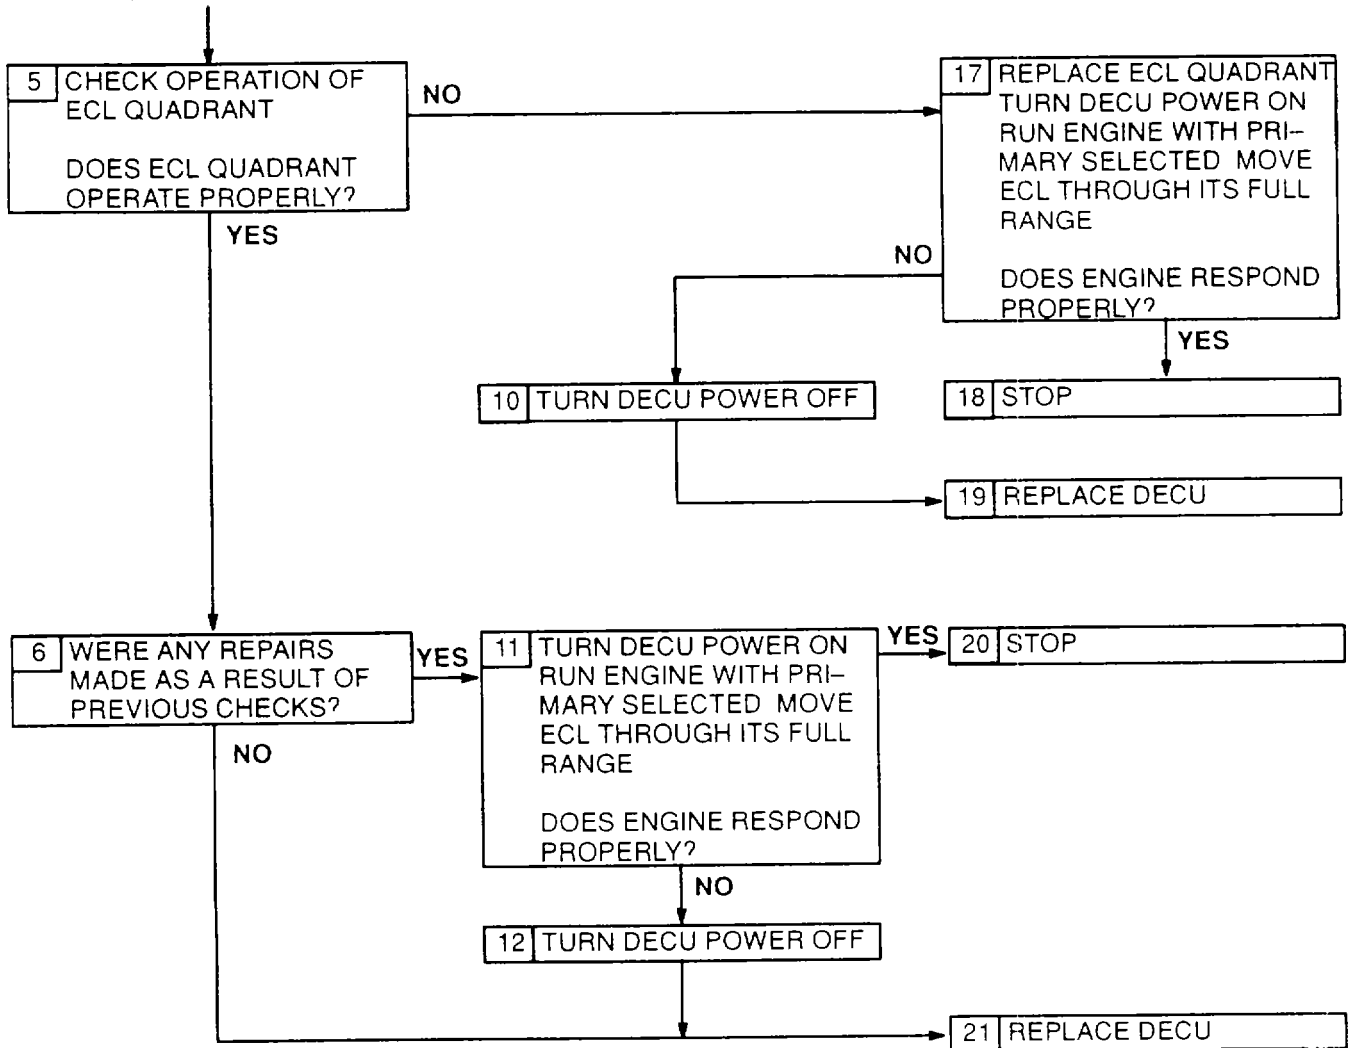 5 CHECK OPERATION OF
ECL QUADRANT
DOES ECL QUADRANT
OPERATE PROPERLY?
NO
YES
17 REPLACE ECL QUADRANT
TURN DECU POWER ON
RUN ENGINE WITH PRI-
MARY SELECTED MOVE
ECL THROUGH ITS FULL
RANGE
DOES ENGINE RESPOND
PROPERLY?
NO
YES
10 TURN DECU POWER OFF
18 STOP
19 REPLACE DECU
6 WERE ANY REPAIRS
MADE AS A RESULT OF
PREVIOUS CHECKS?
YES
NO
11 TURN DECU POWER ON
RUN ENGINE WITH PRI-
MARY SELECTED MOVE
ECL THROUGH ITS FULL
RANGE
DOES ENGINE RESPOND
PROPERLY?
YES
20 STOP
NO
12 TURN DECU POWER OFF
21 REPLACE DECU